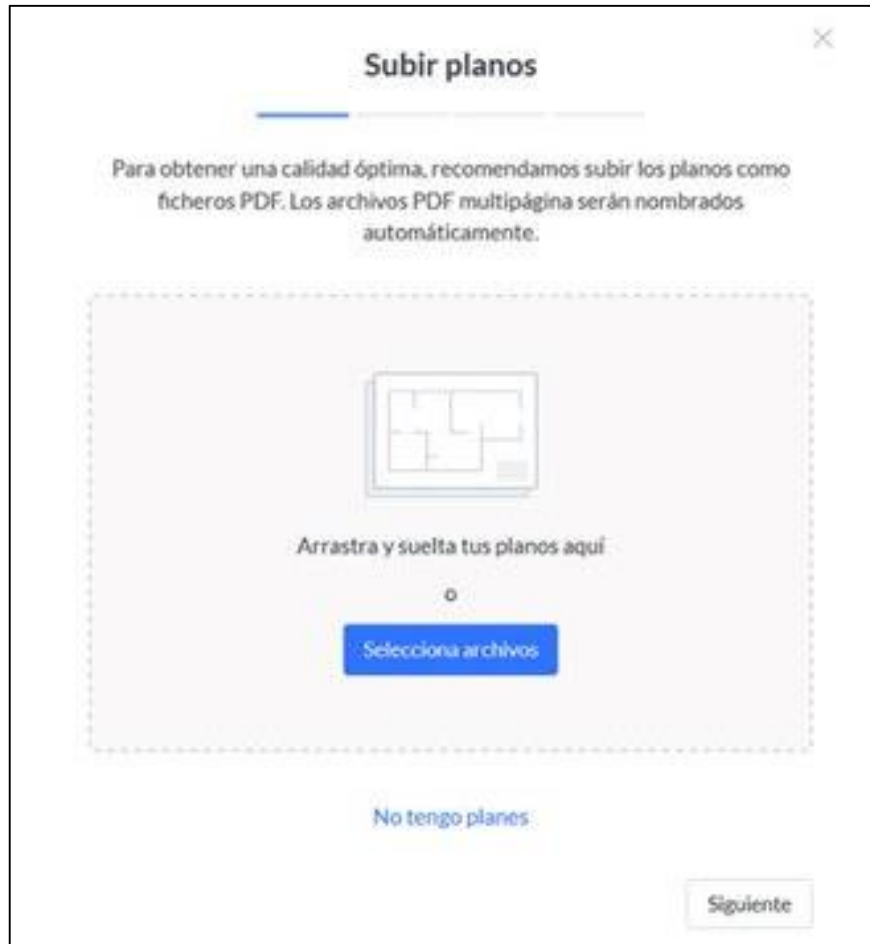 Subir planos
Para obtener una calidad óptima, recomendamos subir los planos como
ficheros PDF. Los archivos PDF multipágina serán nombrados
automáticamente.
Arrastra y suelta tus planos aquí
o
Selecciona archivos
No tengo planes
Siguiente